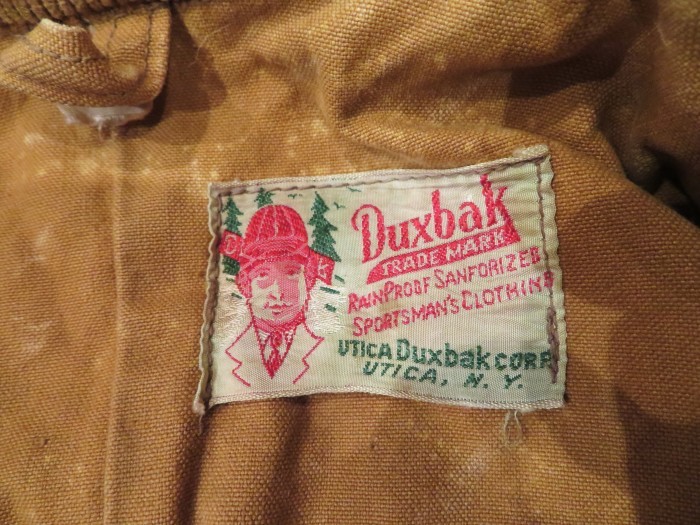 Duxbak
TRADE MARK
RAINPROOF SANFORIZED
SPORTSMAN'S CLOTHING
UTICA Duxbak CORP.
UTICA, N. Y.